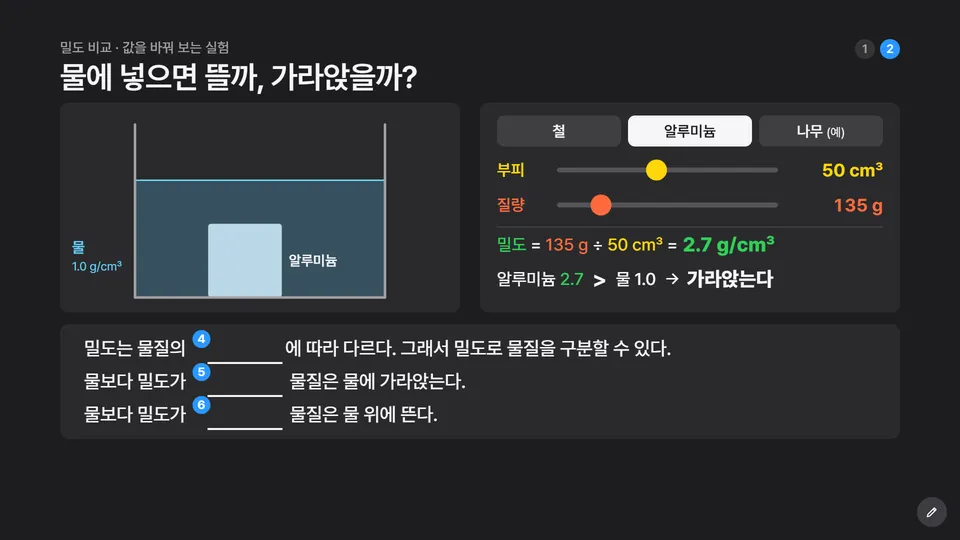 밀도 비교 · 값을 바꿔 보는 실험
1 2
물에 넣으면 뜰까, 가라앉을까?
물
1.0 g/cm³
알루미늄
철 알루미늄 나무 (예)
부피 50 cm³
질량 135 g
밀도 = 135 g ÷ 50 cm³ = 2.7 g/cm³
알루미늄 2.7 > 물 1.0 → 가라앉는다
밀도는 물질의 4 ______ 에 따라 다르다. 그래서 밀도로 물질을 구분할 수 있다.
물보다 밀도가 5 ______ 물질은 물에 가라앉는다.
물보다 밀도가 6 ______ 물질은 물 위에 뜬다.